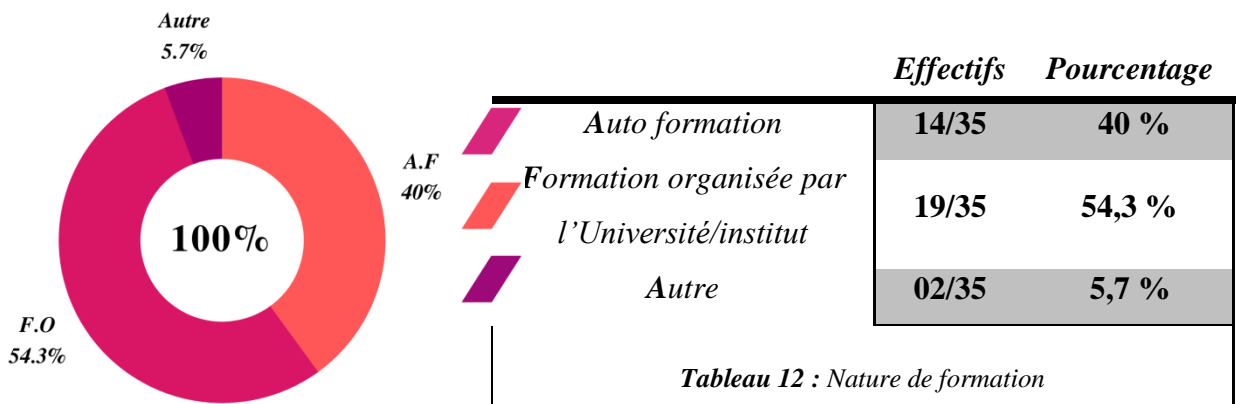 Autre
5.7%
A.F
40%
100%
F.O
54.3%
Effectifs Pourcentage
Auto formation 14/35 40 %
Formation organisée par
l’Université/institut 19/35 54,3 %
Autre 02/35 5,7 %
Tableau 12 : Nature de formation